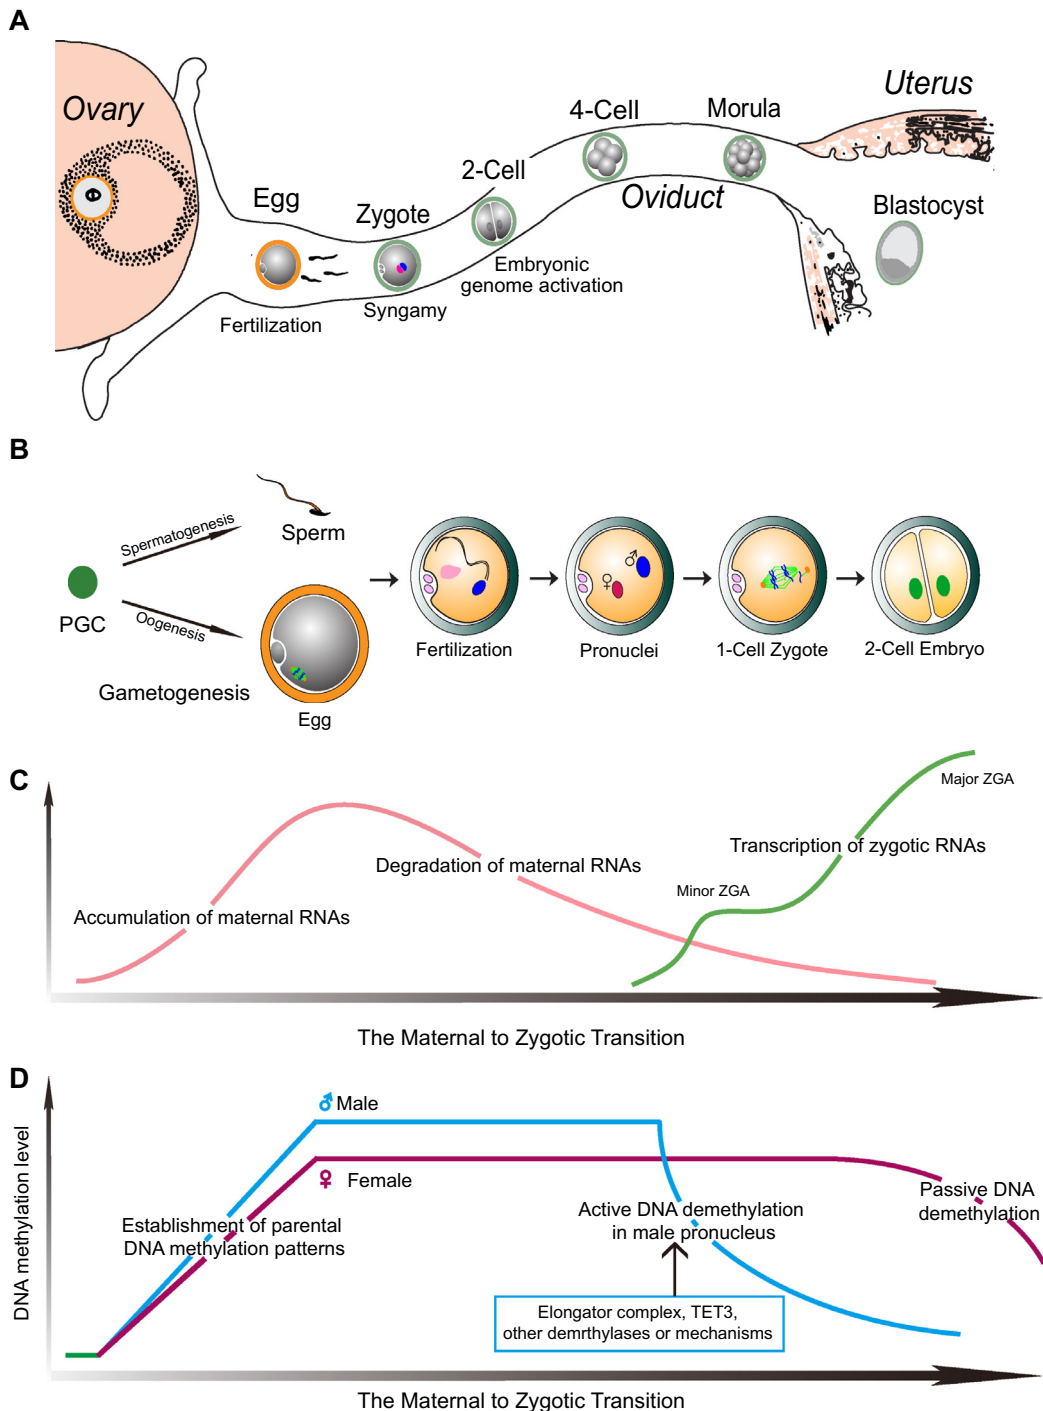 A
Ovary
Uterus
4-Cell
Morula
2-Cell
Egg
Zygote
Oviduct
Blastocyst
Embryonic
genome activation
Syngamy
Fertilization
B
Spermatogenesis
Sperm
PGC
Oogenesis
Gametogenesis
Egg
Fertilization
Pronuclei
1-Cell Zygote
2-Cell Embryo
♂
♀
C
Major ZGA
Transcription of zygotic RNAs
Degradation of maternal RNAs
Minor ZGA
Accumulation of maternal RNAs
The Maternal to Zygotic Transition
D
DNA methylation level
♂ Male
♀ Female
Establishment of parental
DNA methylation patterns
Active DNA demethylation
in male pronucleus
Passive DNA
demethylation
Elongator complex, TET3,
other demrthylases or mechanisms
The Maternal to Zygotic Transition